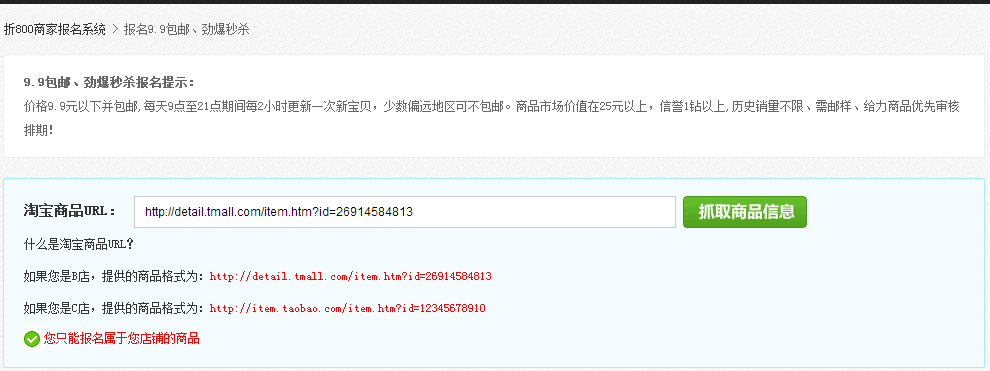 折800商家报名系统 > 报名9.9包邮、劲爆秒杀
9.9包邮、劲爆秒杀报名提示：
价格9.9元以下并包邮,每天9点至21点期间每2小时更新一次新宝贝，少数偏远地区可不包邮。商品市场价值在25元以上，信誉1钻以上,历史销量不限、需邮样、给力商品优先审核
排期！
淘宝商品URL： http://detail.tmall.com/item.htm?id=26914584813 抓取商品信息
什么是淘宝商品URL？
如果您是B店，提供的商品格式为：http://detail.tmall.com/item.htm?id=26914584813
如果您是C店，提供的商品格式为：http://item.taobao.com/item.htm?id=12345678910
您只能报名属于您店铺的商品